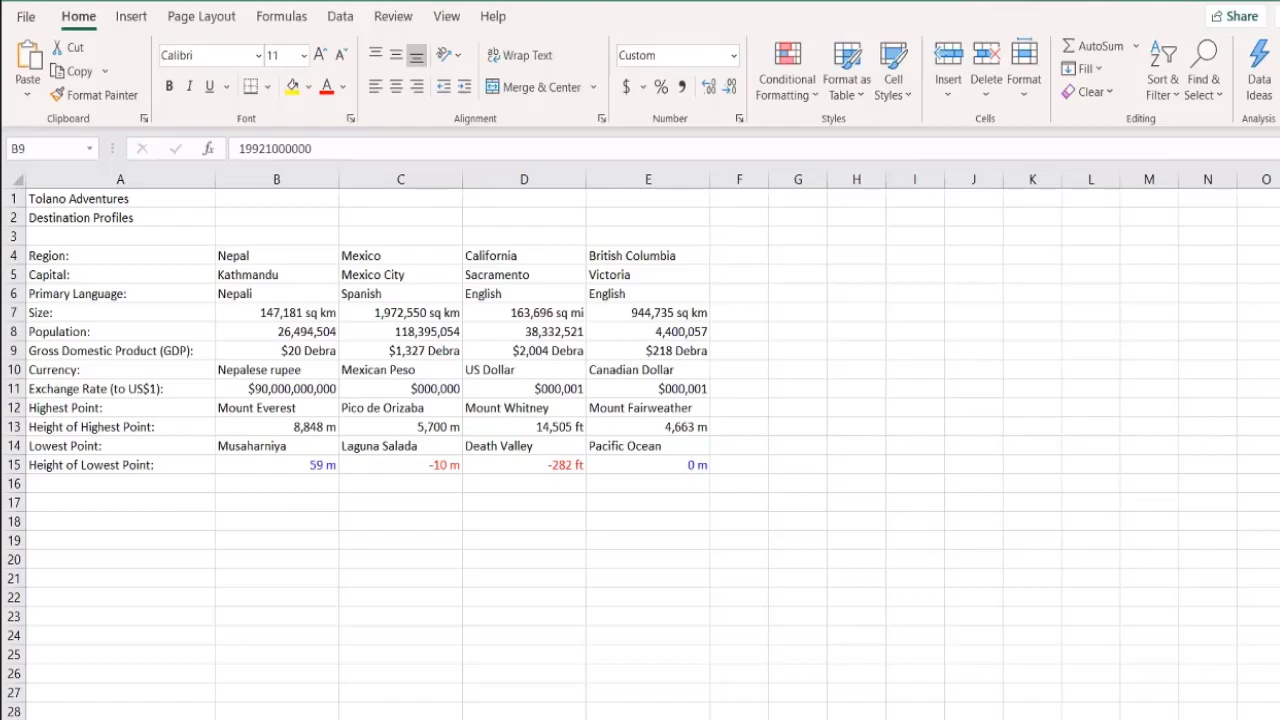 File Home Insert Page Layout Formulas Data Review View Help Share
Paste Cut Copy Format Painter Clipboard
Calibri 11 A A B I U A Font
Wrap Text Merge & Center Alignment
Custom $ % Number
Conditional Formatting Format as Table Cell Styles Styles
Insert Delete Format Cells
AutoSum Fill Clear Sort & Filter Find & Select Editing
Data Ideas Analysis
B9 fx 19921000000
A B C D E F G H I J K L M N O
1 Tolano Adventures
2 Destination Profiles
3
4 Region: Nepal Mexico California British Columbia
5 Capital: Kathmandu Mexico City Sacramento Victoria
6 Primary Language: Nepali Spanish English English
7 Size: 147,181 sq km 1,972,550 sq km 163,696 sq mi 944,735 sq km
8 Population: 26,494,504 118,395,054 38,332,521 4,400,057
9 Gross Domestic Product (GDP): $20 Debra $1,327 Debra $2,004 Debra $218 Debra
10 Currency: Nepalese rupee Mexican Peso US Dollar Canadian Dollar
11 Exchange Rate (to US$1): $90,000,000,000 $000,000 $000,001 $000,001
12 Highest Point: Mount Everest Pico de Orizaba Mount Whitney Mount Fairweather
13 Height of Highest Point: 8,848 m 5,700 m 14,505 ft 4,663 m
14 Lowest Point: Musaharniya Laguna Salada Death Valley Pacific Ocean
15 Height of Lowest Point: 59 m -10 m -282 ft 0 m
16
17
18
19
20
21
22
23
24
25
26
27
28